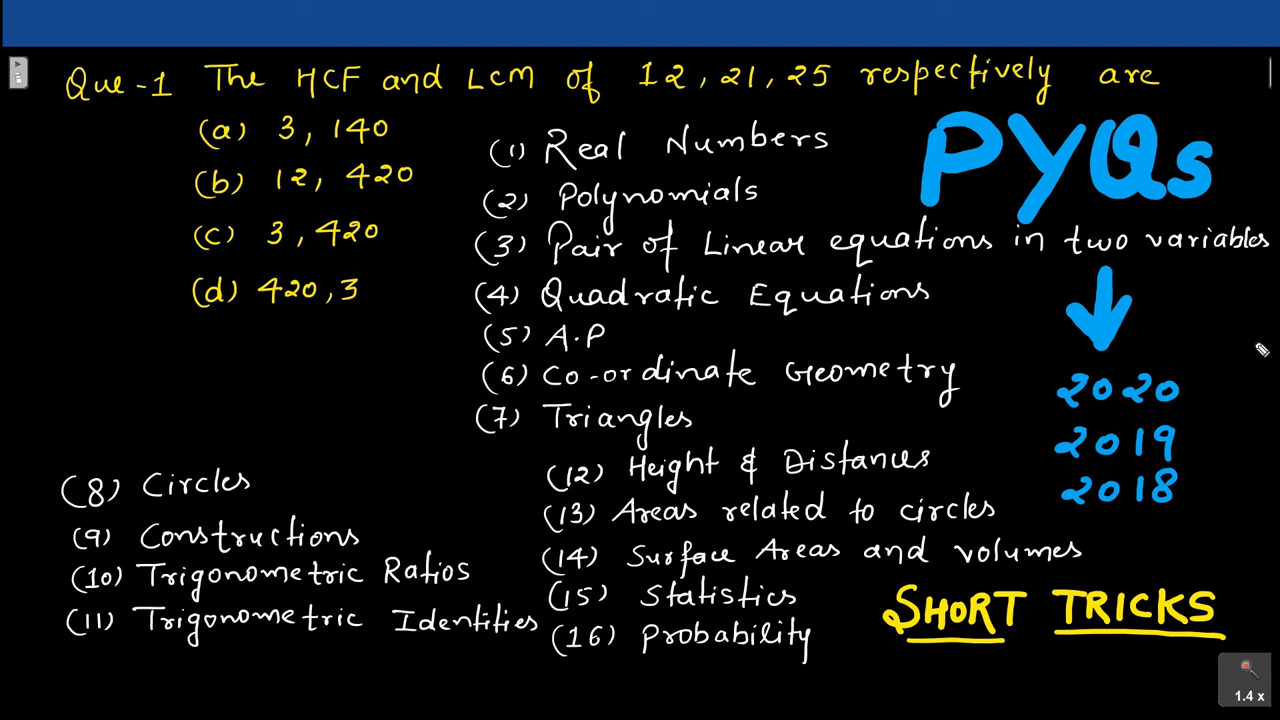 Que-1 The HCF and LCM of 12, 21, 25 respectively are
(a) 3, 140
(b) 12, 420
(c) 3, 420
(d) 420, 3
(1) Real Numbers
(2) Polynomials
(3) Pair of Linear equations in two variables
(4) Quadratic Equations
(5) A.P
(6) Co-ordinate Geometry
(7) Triangles
(8) Circles
(9) Constructions
(10) Trigonometric Ratios
(11) Trigonometric Identities
(12) Height & Distances
(13) Areas related to circles
(14) Surface Areas and volumes
(15) Statistics
(16) Probability
PYQs
2020
2019
2018
SHORT TRICKS
1.4 x